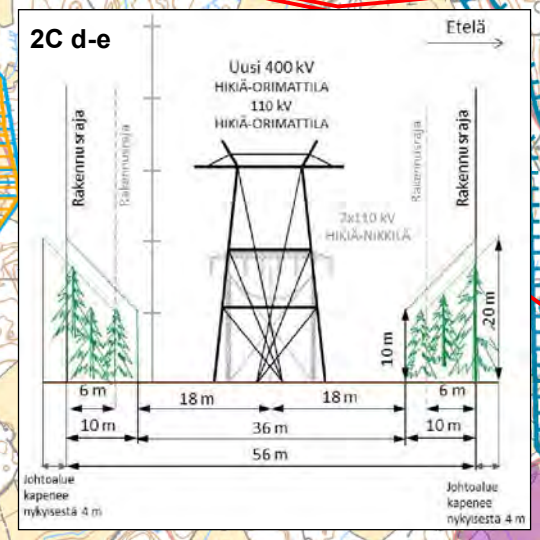 2C d-e
Etelä
Uusi 400 kV
HIKIÄ-ORIMATTILA
110 kV
HIKIÄ-ORIMATTILA
Rakennusraja
Rakennusraja
Rakennusraja
Rakennusraja
2x110 kV
HIKIÄ-NIKKILÄ
20 m
10 m
6 m
18 m
18 m
6 m
10 m
36 m
10 m
56 m
Johtoalue
kapenee
nykyisestä 4 m
Johtoalue
kapenee
nykyisestä 4 m